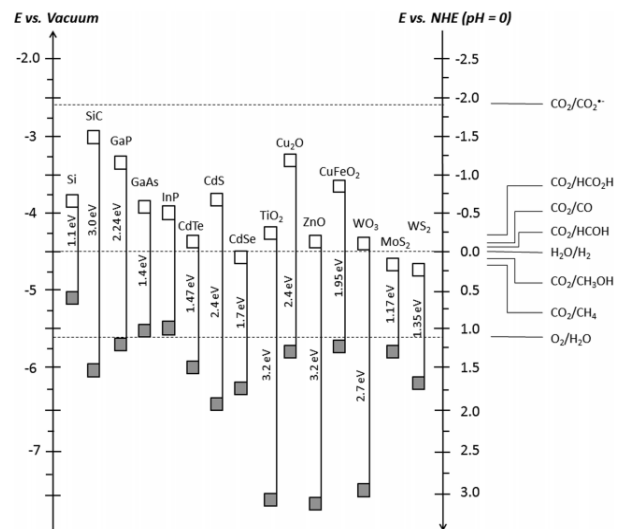 E vs. Vacuum
E vs. NHE (pH = 0)
-2.0
-3
-4
-5
-6
-7
-2.5
-2.0
-1.5
-1.0
-0.5
0.0
0.5
1.0
1.5
2.0
2.5
3.0
Si
1.1 eV
SiC
3.0 eV
GaP
2.24 eV
GaAs
1.4 eV
InP
CdTe
1.47 eV
CdS
2.4 eV
CdSe
1.7 eV
TiO₂
3.2 eV
Cu₂O
2.4 eV
ZnO
3.2 eV
CuFeO₂
1.95 eV
WO₃
2.7 eV
MoS₂
1.17 eV
WS₂
1.35 eV
CO₂/CO₂•-
CO₂/HCO₂H
CO₂/CO
CO₂/HCOH
H₂O/H₂
CO₂/CH₃OH
CO₂/CH₄
O₂/H₂O